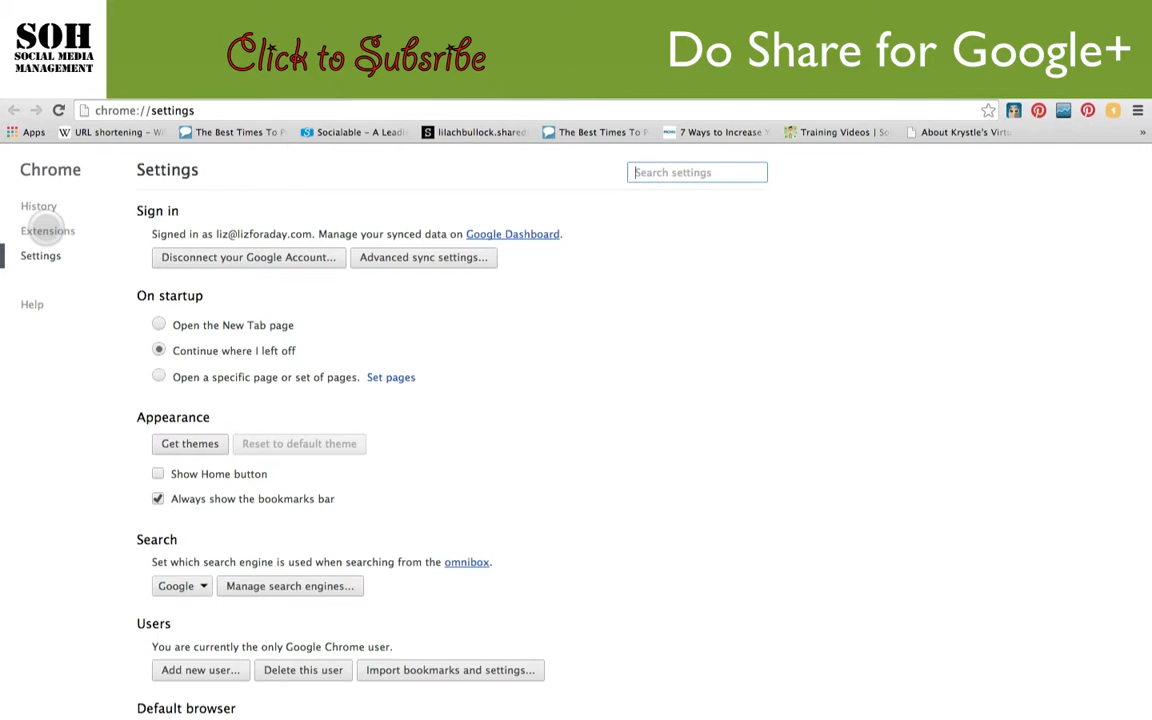 SOH
SOCIAL MEDIA
MANAGEMENT
Click to Subsribe
Do Share for Google+
chrome://settings
Apps
URL shortening - W
The Best Times To P
Socialable - A Leadi
lilachbullock.shared
The Best Times To P
7 Ways to Increase Y
Training Videos | So
About Krystle's Virtu
»
Chrome
Settings
Search settings
History
Extensions
Settings
Help
Sign in
Signed in as liz@lizforaday.com. Manage your synced data on Google Dashboard.
Disconnect your Google Account...
Advanced sync settings...
On startup
Open the New Tab page
Continue where I left off
Open a specific page or set of pages. Set pages
Appearance
Get themes
Reset to default theme
Show Home button
Always show the bookmarks bar
Search
Set which search engine is used when searching from the omnibox.
Google
Manage search engines...
Users
You are currently the only Google Chrome user.
Add new user...
Delete this user
Import bookmarks and settings...
Default browser